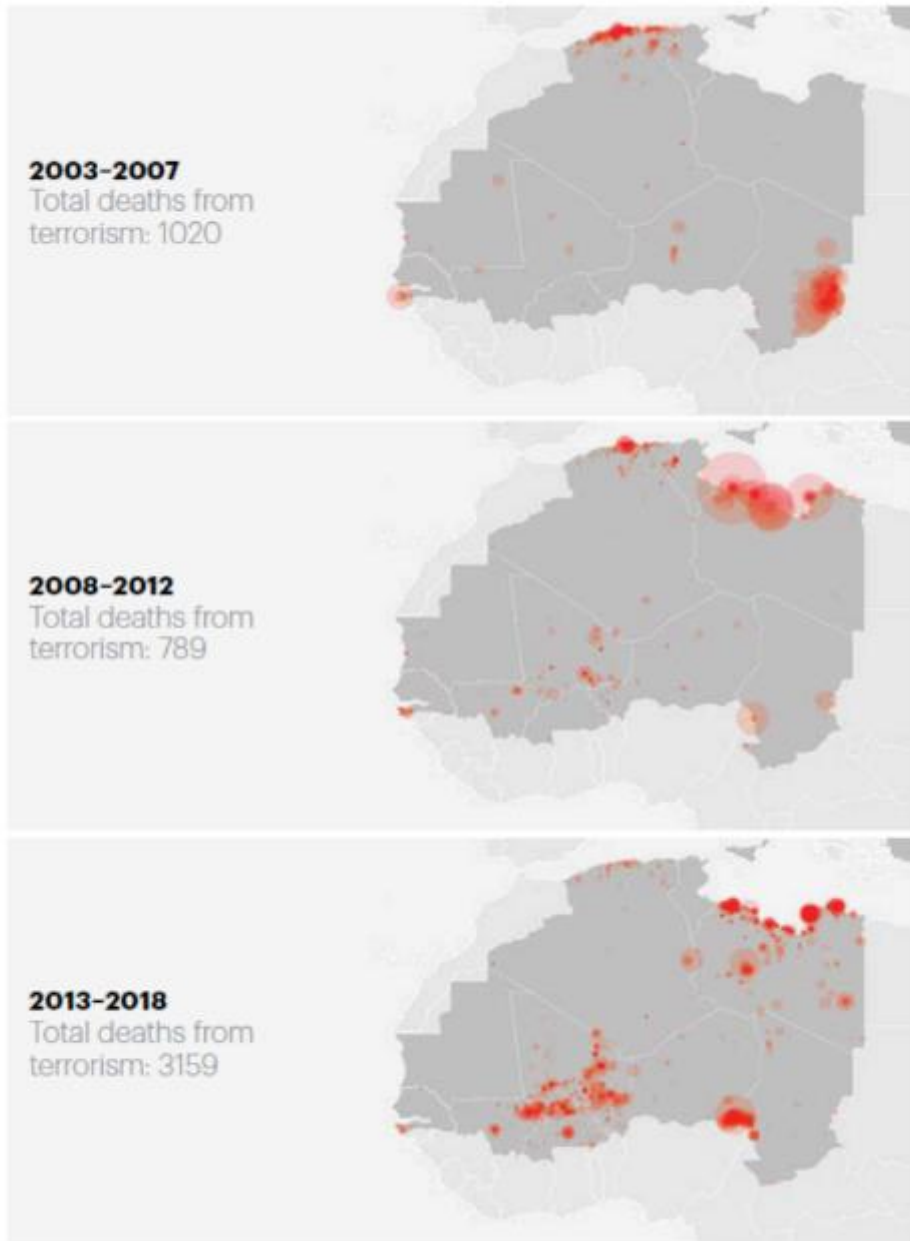 2003–2007
Total deaths from
terrorism: 1020
2008–2012
Total deaths from
terrorism: 789
2013–2018
Total deaths from
terrorism: 3159